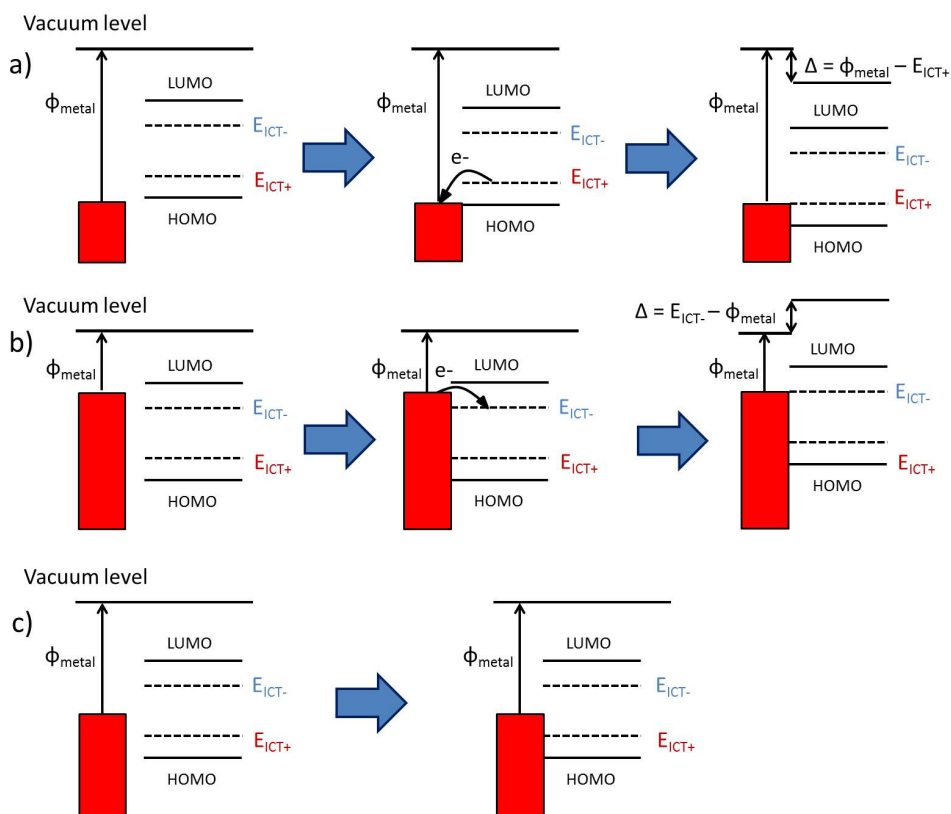 Vacuum level
a)
ϕmetal
LUMO
EICT-
EICT+
HOMO
ϕmetal
LUMO
EICT-
e-
EICT+
HOMO
Δ = ϕmetal – EICT+
ϕmetal
LUMO
EICT-
EICT+
HOMO
Vacuum level
b)
ϕmetal
LUMO
EICT-
EICT+
HOMO
ϕmetal
e-
LUMO
EICT-
EICT+
HOMO
Δ = EICT- – ϕmetal
ϕmetal
LUMO
EICT-
EICT+
HOMO
Vacuum level
c)
ϕmetal
LUMO
EICT-
EICT+
HOMO
ϕmetal
LUMO
EICT-
EICT+
HOMO